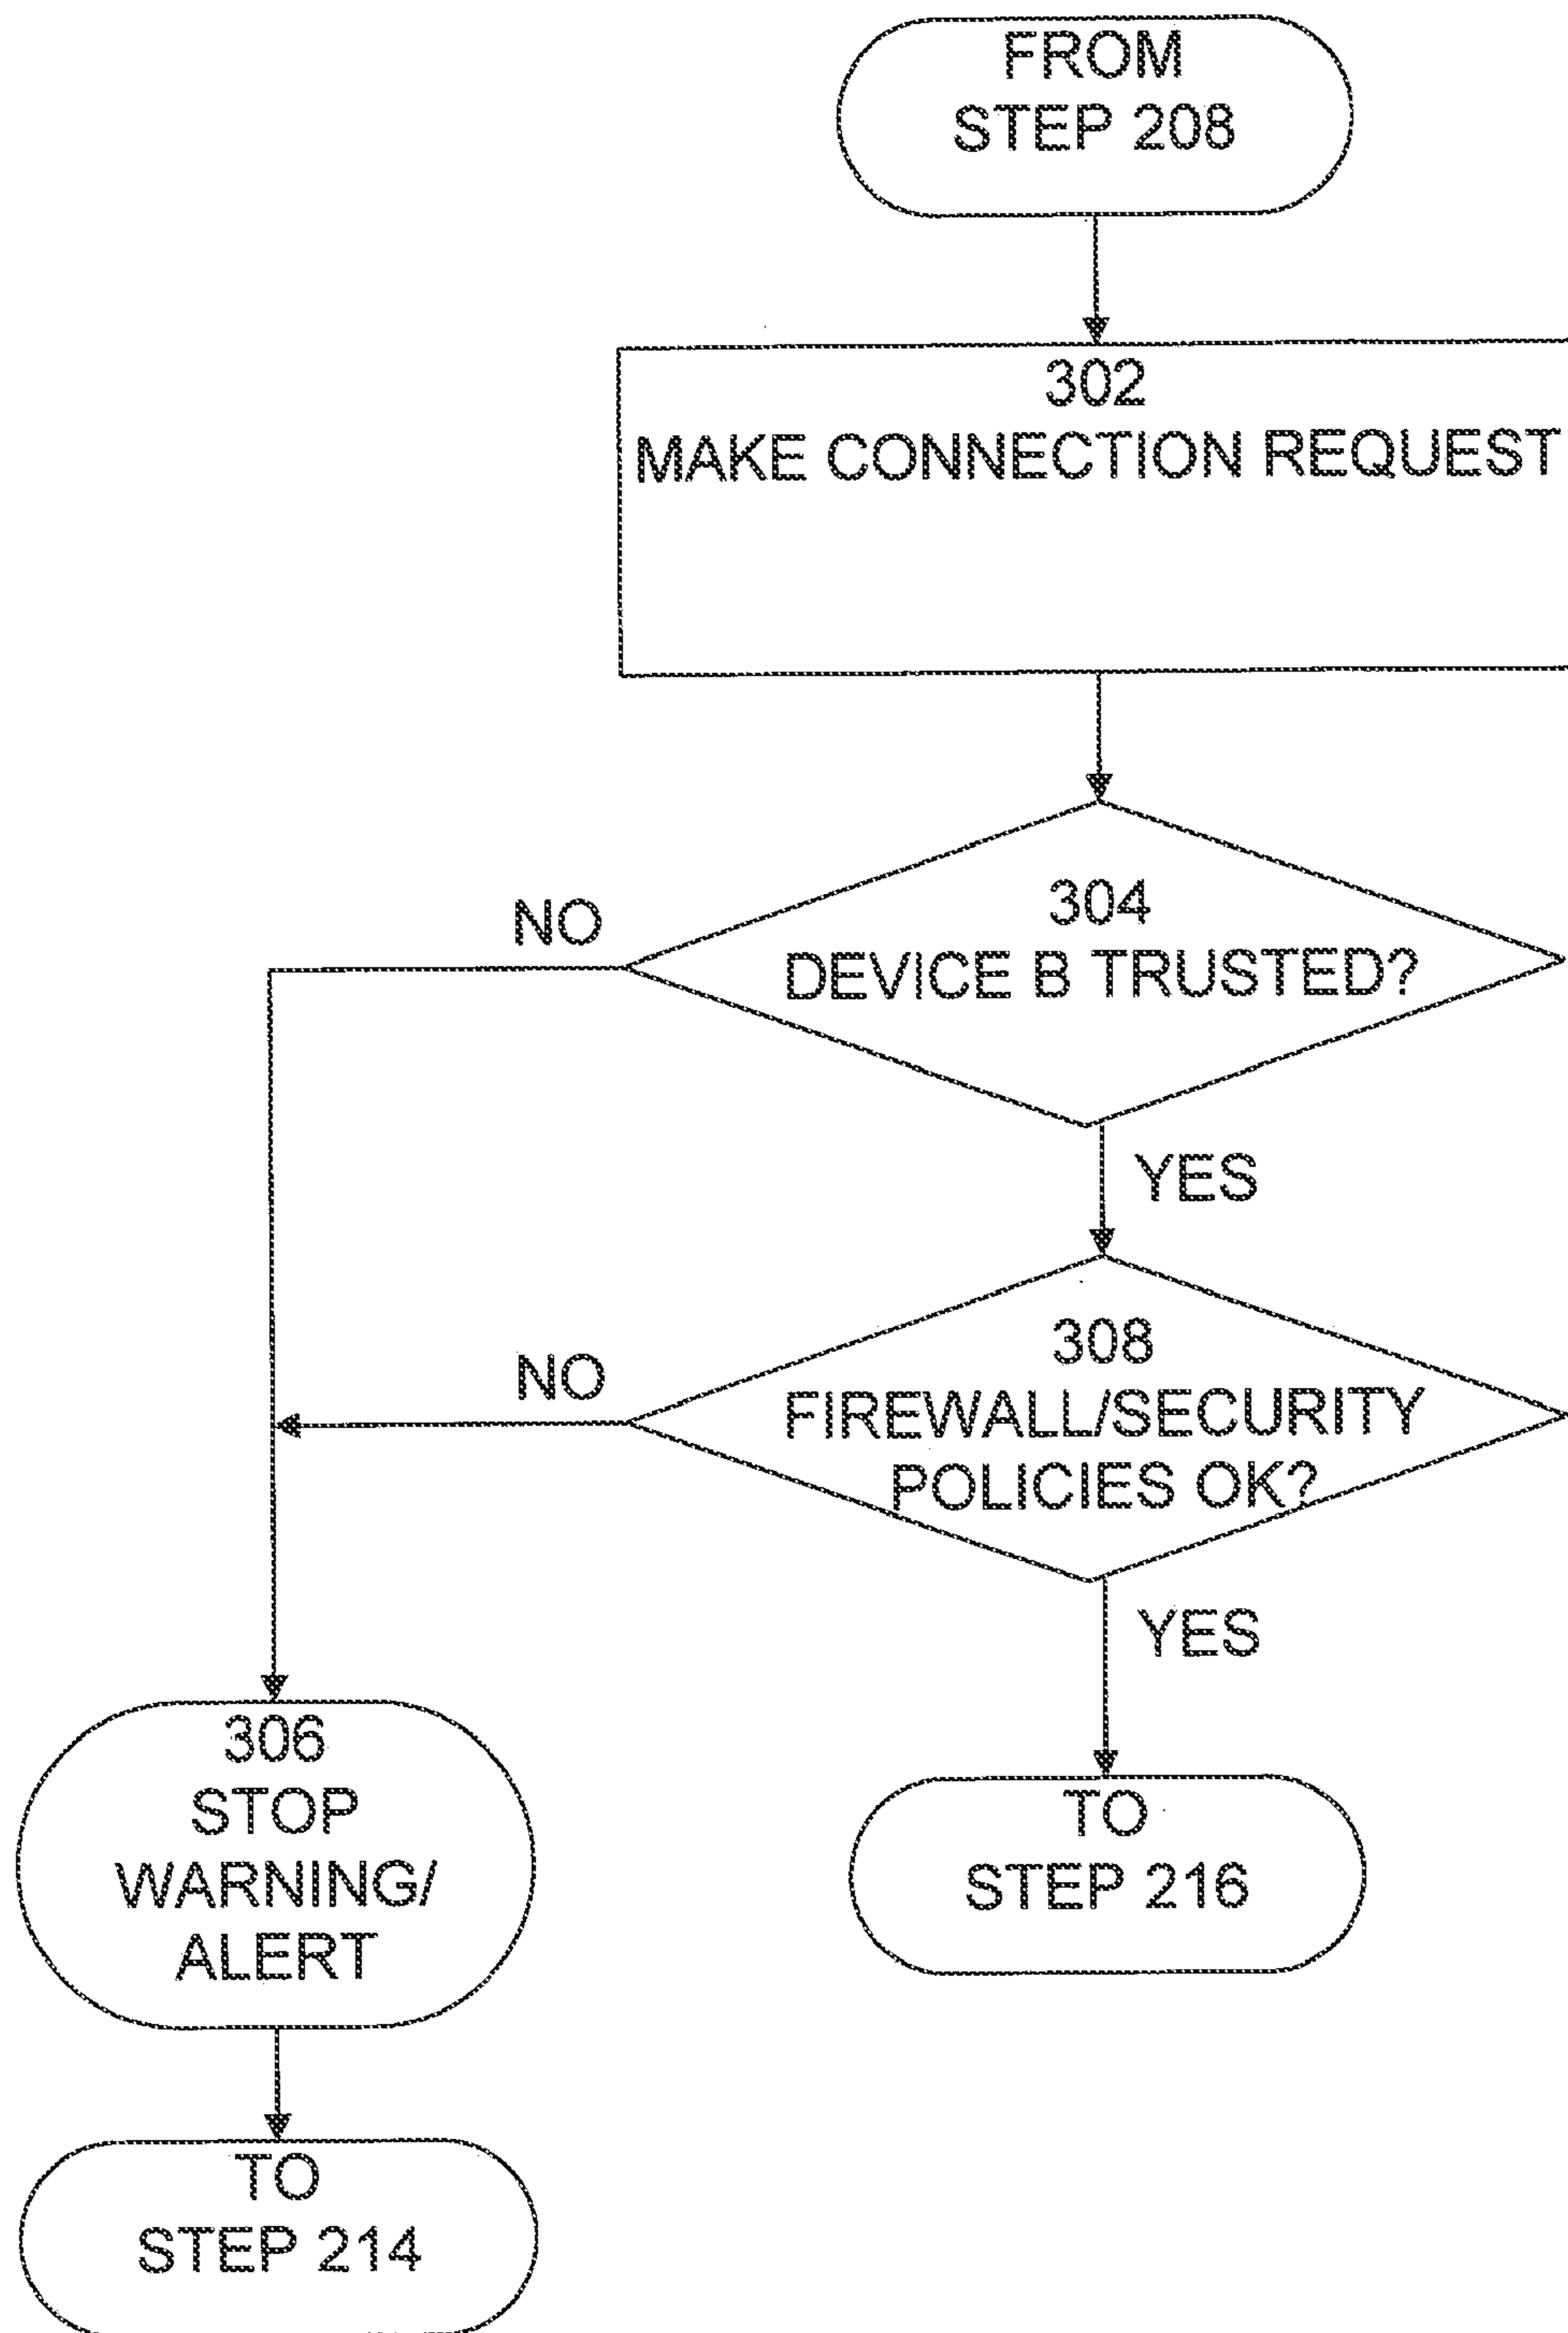 FROM
STEP 208
302
MAKE CONNECTION REQUEST
304
DEVICE B TRUSTED?
NO
YES
308
FIREWALL/SECURITY
POLICIES OK?
NO
YES
306
STOP
WARNING/
ALERT
TO
STEP 216
TO
STEP 214